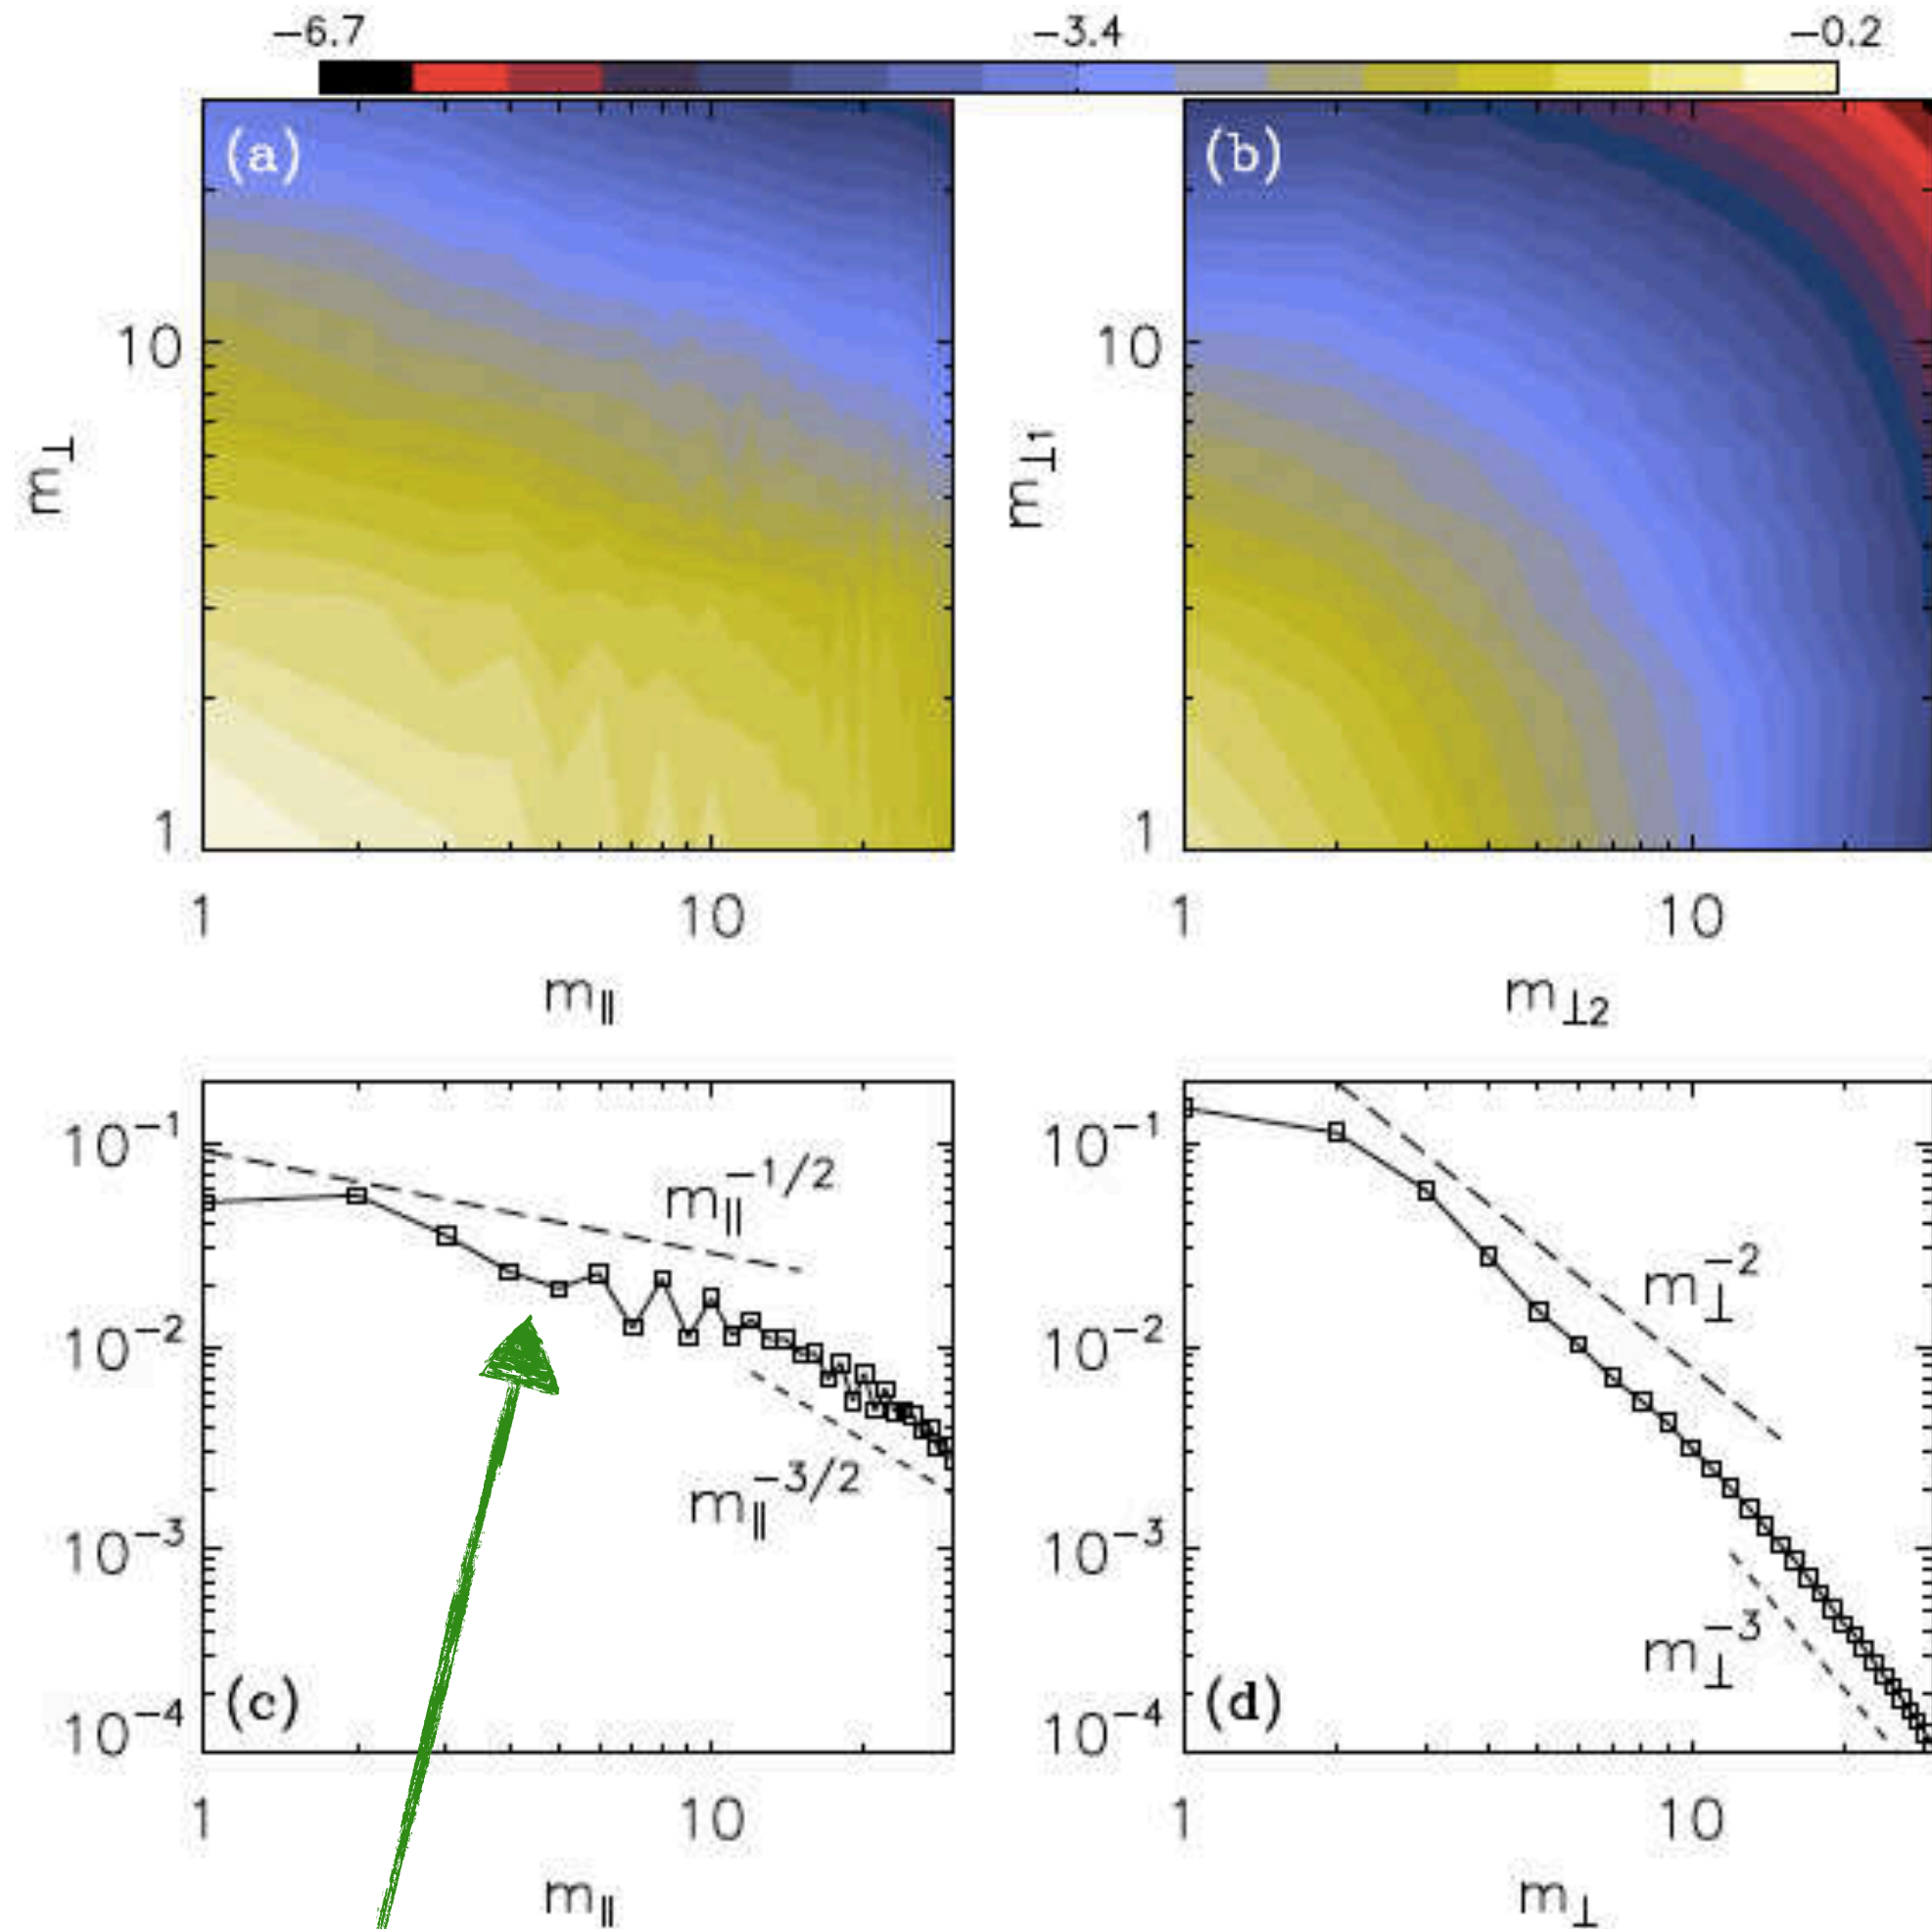 −6.7 −3.4 −0.2
(a) (b)
10 10
m⊥ m⊥1
1 1
1 10 1 10
m∥ m⊥2
10⁻¹ 10⁻¹
m∥^−1/2 m⊥^−2
10⁻² 10⁻²
m∥^−3/2
10⁻³ 10⁻³
m⊥^−3
(c) (d)
10⁻⁴ 10⁻⁴
1 10 1 10
m∥ m⊥